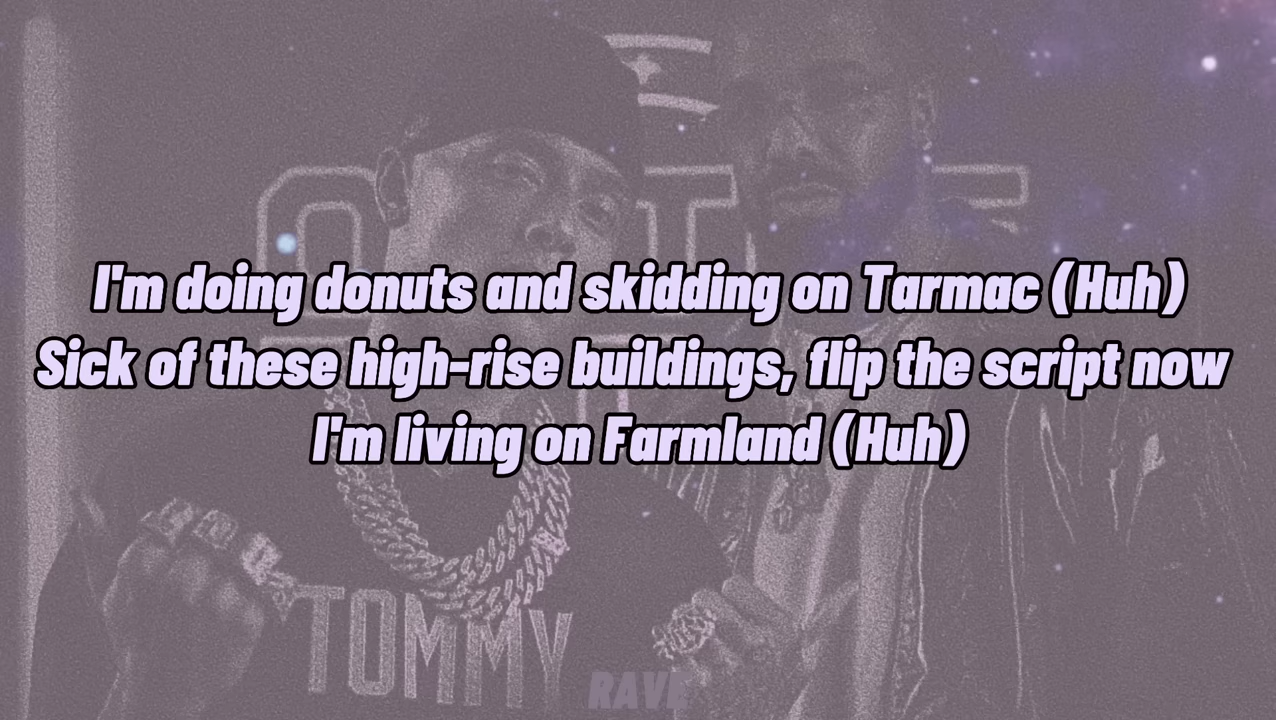 I'm doing donuts and skidding on Tarmac (Huh)
Sick of these high-rise buildings, flip the script now
I'm living on Farmland (Huh)
TOMMY
RAVE